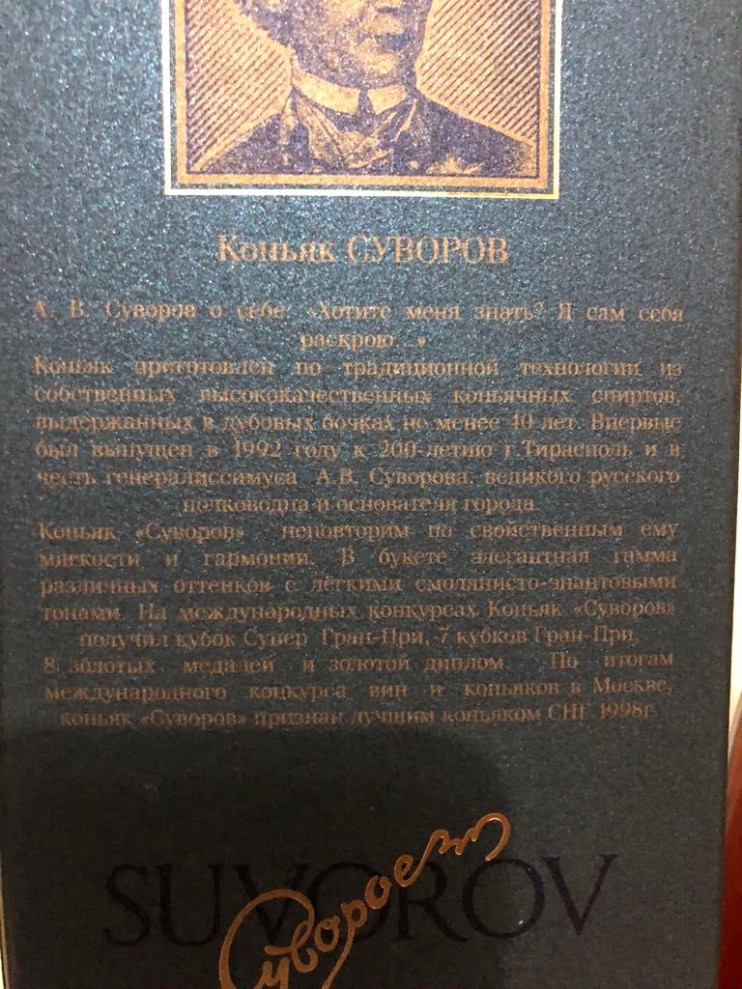 Коньяк СУВОРОВ
А. В. Суворов о себе: «Хотите меня знать? Я сам себя
раскрою...»
Коньяк приготовлен по традиционной технологии из
собственных высококачественных коньячных спиртов,
выдержанных в дубовых бочках не менее 40 лет. Впервые
был выпущен в 1992 году к 200-летию г.Тирасполь и в
честь генералиссимуса А.В. Суворова, великого русского
полководца и основателя города.
Коньяк «Суворов» неповторим по свойственным ему
мягкости и гармонии. В букете элегантная гамма
различных оттенков с лёгкими смолянисто-энантовыми
тонами. На международных конкурсах Коньяк «Суворов»
получил кубок Супер Гран-При, 7 кубков Гран-При,
8 золотых медалей и золотой диплом. По итогам
международного конкурса вин и коньяков в Москве,
коньяк «Суворов» признан лучшим коньяком СНГ 1998г.
SUVOROV